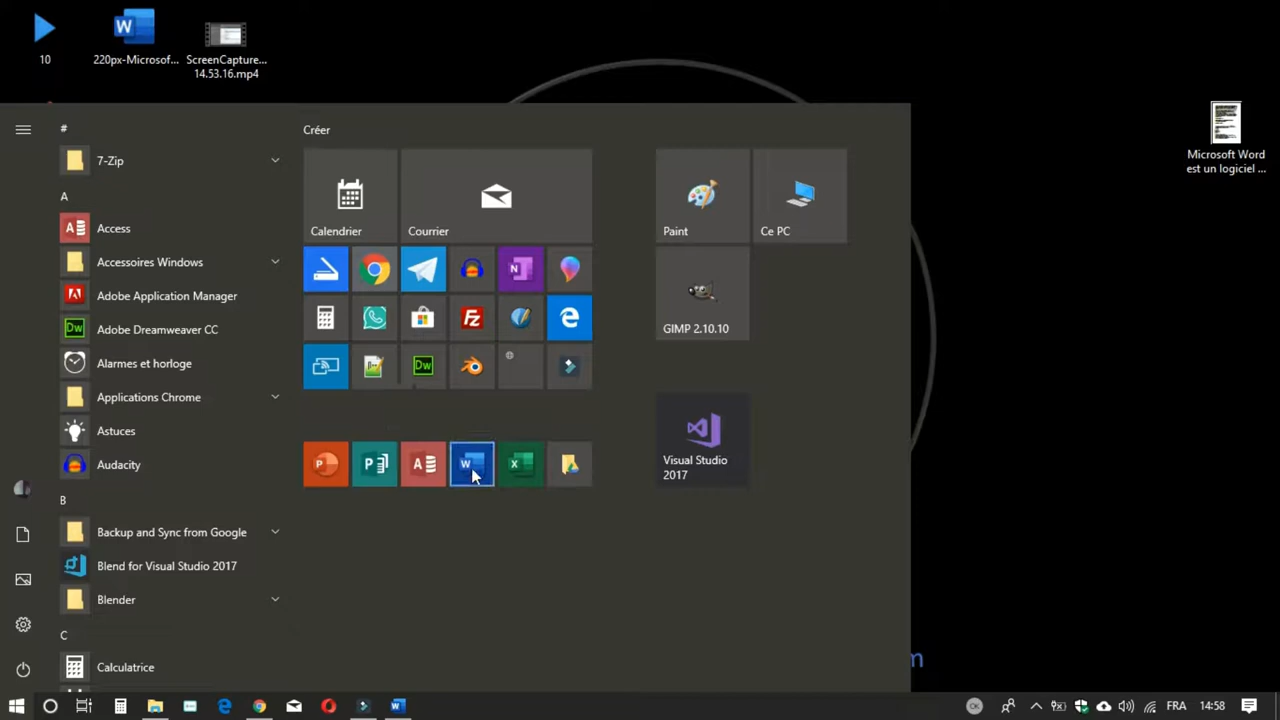 10
220px-Microsof...
ScreenCapture...
14.53.16.mp4
Microsoft Word
est un logiciel ...
#
7-Zip
A
Access
Accessoires Windows
Adobe Application Manager
Adobe Dreamweaver CC
Alarmes et horloge
Applications Chrome
Astuces
Audacity
B
Backup and Sync from Google
Blend for Visual Studio 2017
Blender
C
Calculatrice
Créer
Calendrier
Courrier
Paint
Ce PC
GIMP 2.10.10
Visual Studio
2017
m
FR
14:58